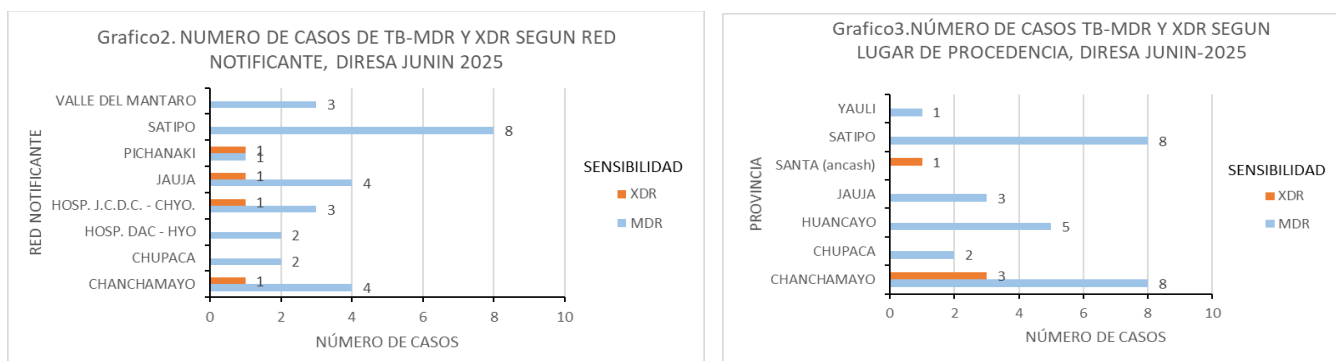 Grafico2. NUMERO DE CASOS DE TB-MDR Y XDR SEGUN RED
NOTIFICANTE, DIRESA JUNIN 2025
RED NOTIFICANTE
VALLE DEL MANTARO
3
SATIPO
8
PICHANAKI
1
1
JAUJA
1
4
HOSP. J.C.D.C. - CHYO.
1
3
HOSP. DAC - HYO
2
CHUPACA
2
CHANCHAMAYO
1
4
0 2 4 6 8 10
NÚMERO DE CASOS
SENSIBILIDAD
XDR
MDR
Grafico3.NÚMERO DE CASOS TB-MDR Y XDR SEGUN
LUGAR DE PROCEDENCIA, DIRESA JUNIN-2025
PROVINCIA
YAULI
1
SATIPO
8
SANTA (ancash)
1
JAUJA
3
HUANCAYO
5
CHUPACA
2
CHANCHAMAYO
3
8
0 2 4 6 8 10
NÚMERO DE CASOS
SENSIBILIDAD
XDR
MDR